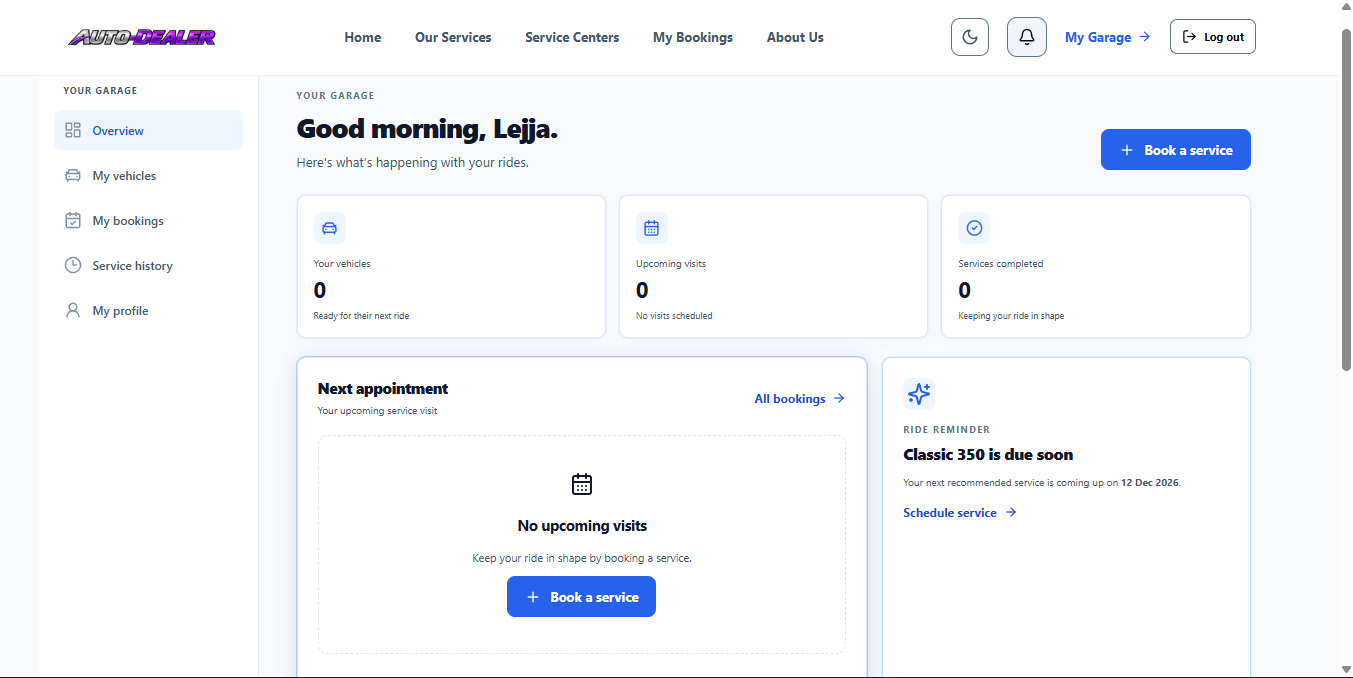 AUTO-DEALER
Home
Our Services
Service Centers
My Bookings
About Us
My Garage
Log out
YOUR GARAGE
Overview
My vehicles
My bookings
Service history
My profile
YOUR GARAGE
Good morning, Lejja.
Here's what's happening with your rides.
Book a service
Your vehicles
0
Ready for their next ride
Upcoming visits
0
No visits scheduled
Services completed
0
Keeping your ride in shape
Next appointment
Your upcoming service visit
All bookings
No upcoming visits
Keep your ride in shape by booking a service.
Book a service
RIDE REMINDER
Classic 350 is due soon
Your next recommended service is coming up on 12 Dec 2026.
Schedule service